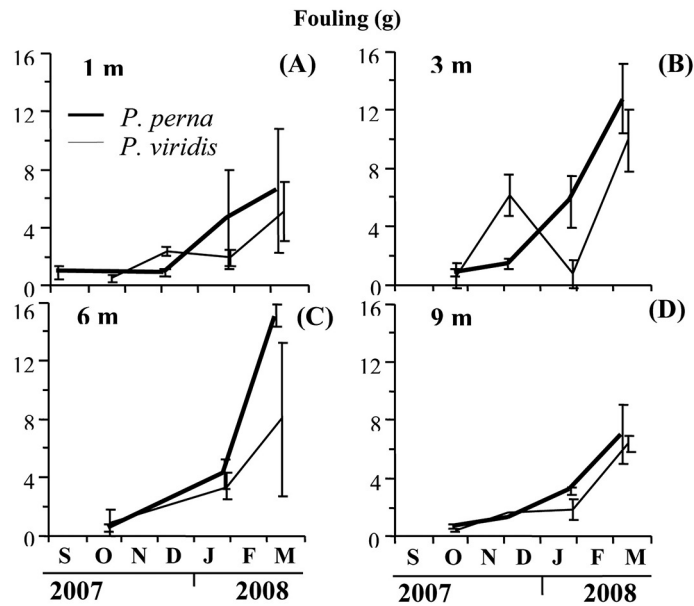 Fouling (g)
16
12
8
4
0
1 m
(A)
P. perna
P. viridis
16
12
8
4
0
3 m
(B)
16
12
8
4
0
6 m
(C)
S O N D J F M
2007 2008
16
12
8
4
0
9 m
(D)
S O N D J F M
2007 2008